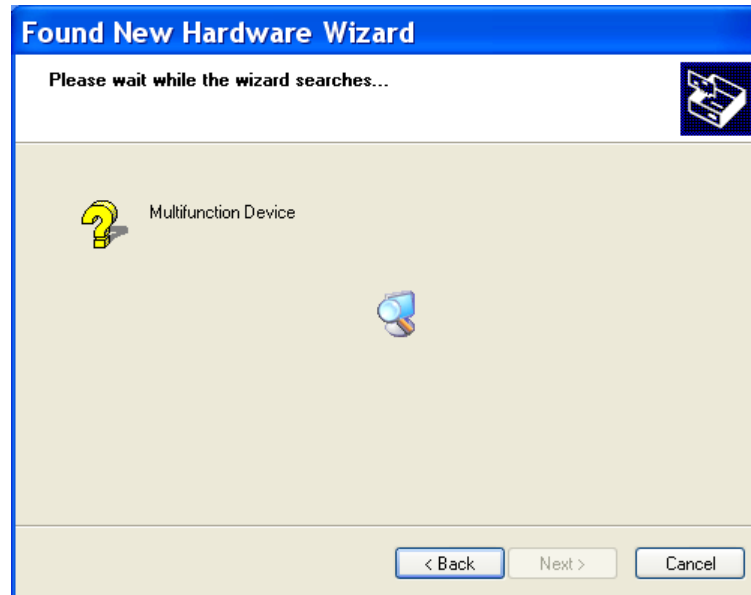 Found New Hardware Wizard
Please wait while the wizard searches...
Multifunction Device
< Back Next > Cancel